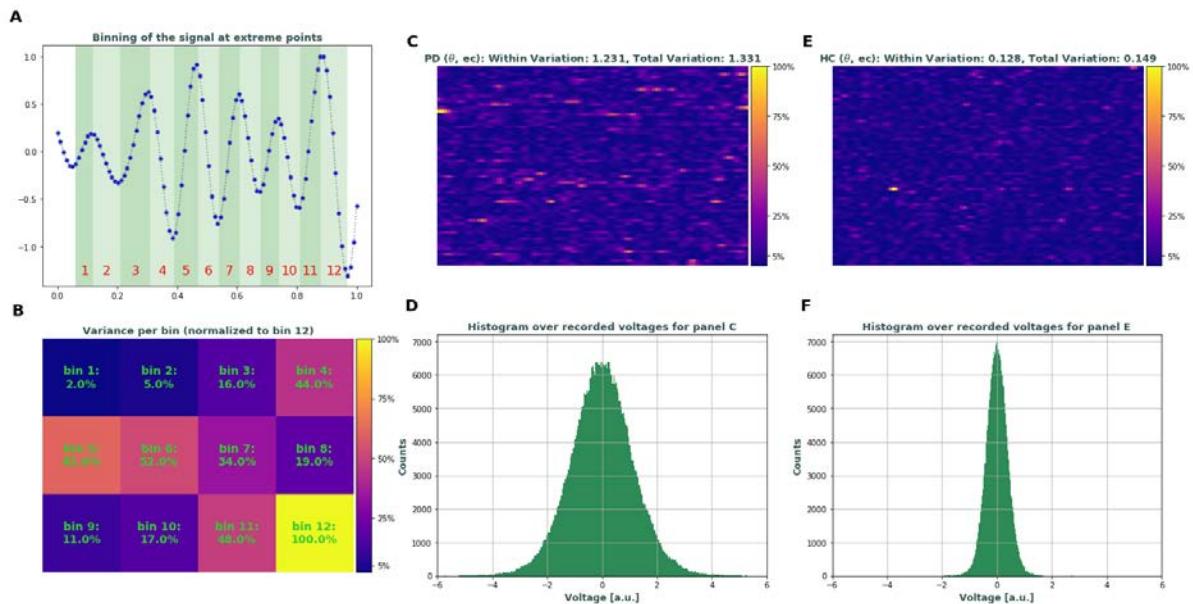 A
Binning of the signal at extreme points
1.0
0.5
0.0
−0.5
−1.0
1 2 3 4 5 6 7 8 9 10 11 12
0.0 0.2 0.4 0.6 0.8 1.0
B
Variance per bin (normalized to bin 12)
bin 1: bin 2: bin 3: bin 4:
2.0% 5.0% 16.0% 44.0%
bin 6: bin 7: bin 8:
52.0% 34.0% 19.0%
bin 9: bin 10: bin 11: bin 12:
11.0% 17.0% 48.0% 100.0%
100%
75%
50%
25%
5%
C
PD (θ, ec): Within Variation: 1.231, Total Variation: 1.331
100%
75%
50%
25%
5%
D
Histogram over recorded voltages for panel C
7000
6000
5000
4000
3000
2000
1000
0
Counts
−6 −4 −2 0 2 4 6
Voltage [a.u.]
E
HC (θ, ec): Within Variation: 0.128, Total Variation: 0.149
100%
75%
50%
25%
5%
F
Histogram over recorded voltages for panel E
7000
6000
5000
4000
3000
2000
1000
0
Counts
−6 −4 −2 0 2 4 6
Voltage [a.u.]